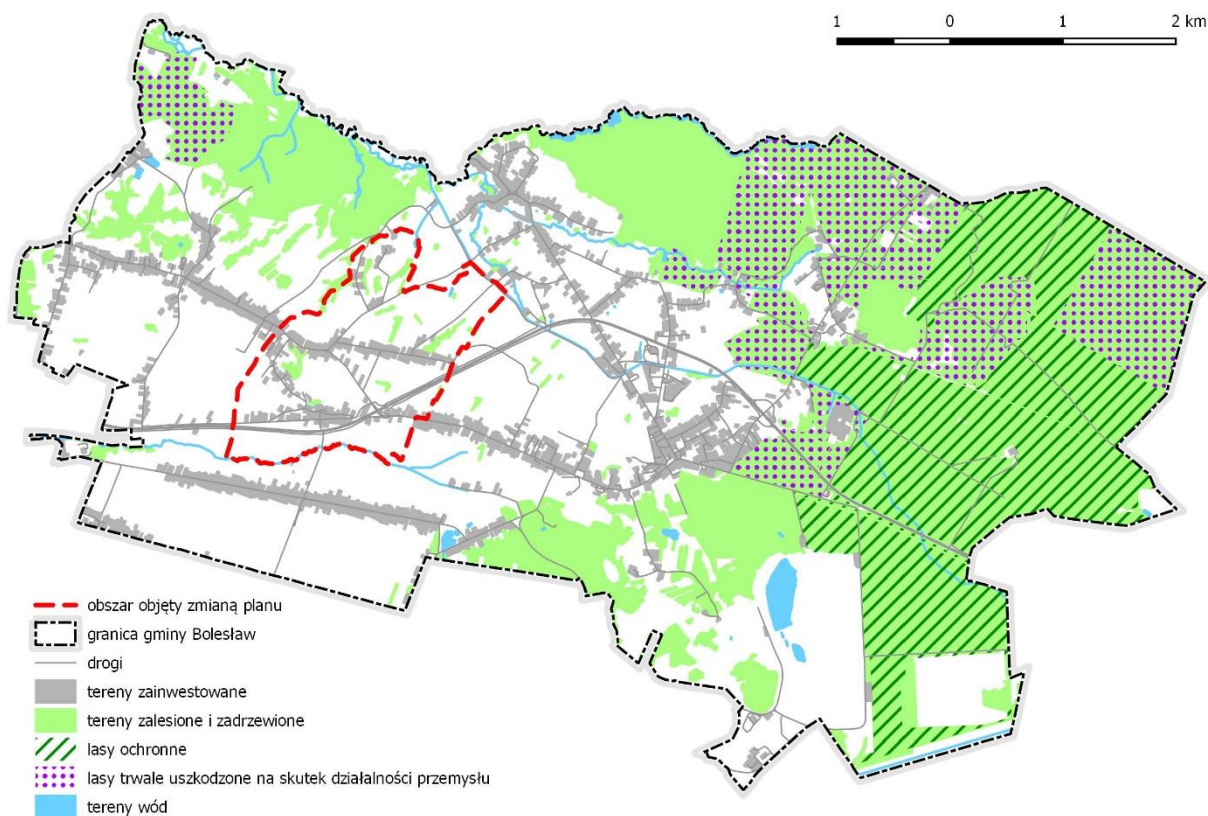 1 0 1 2 km
obszar objęty zmianą planu
granica gminy Bolesław
drogi
tereny zainwestowane
tereny zalesione i zadrzewione
lasy ochronne
lasy trwale uszkodzone na skutek działalności przemysłu
tereny wód